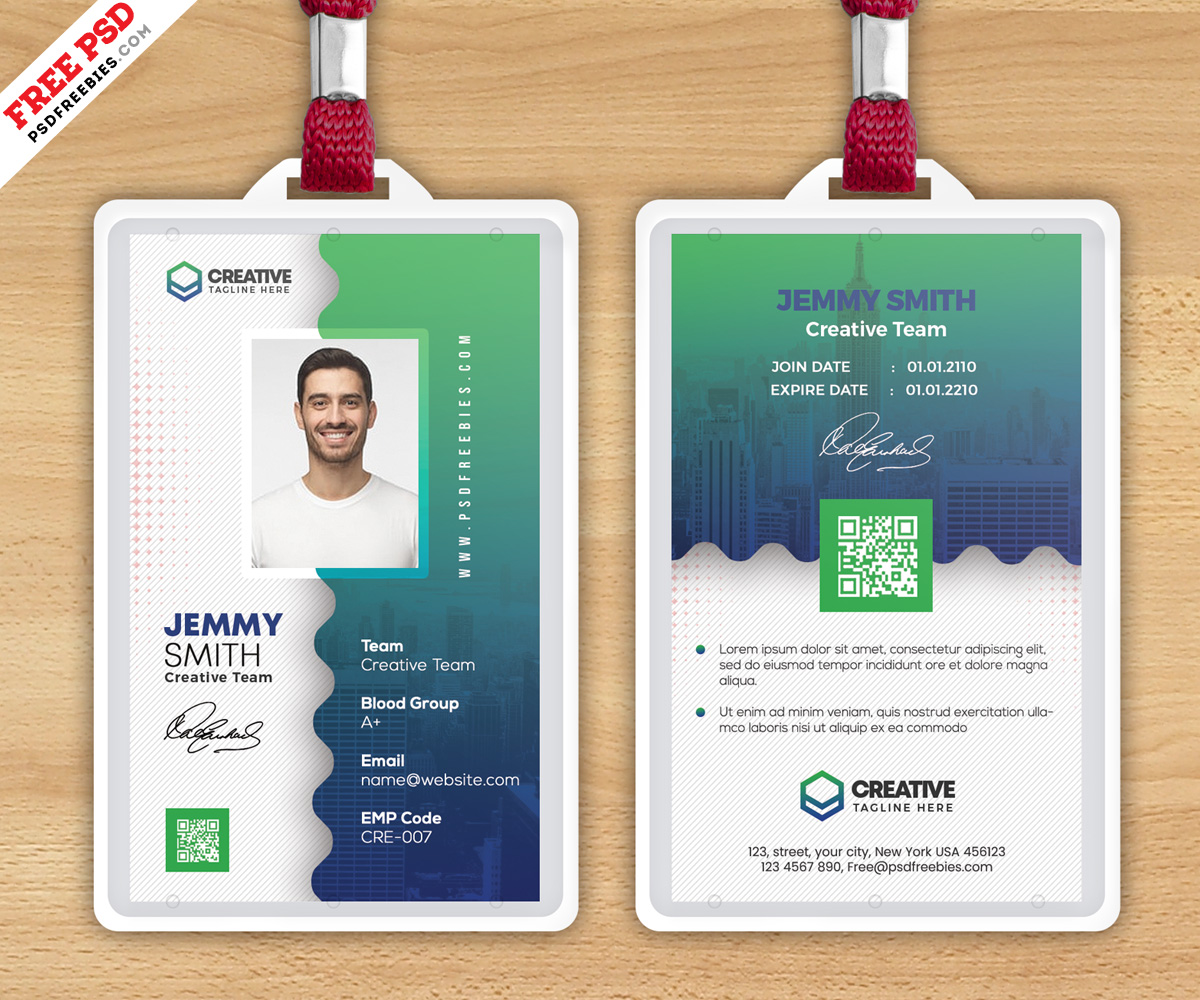 FREE PSD
PSDFREEBIES.COM
CREATIVE
TAGLINE HERE
WWW.PSDFREEBIES.COM
JEMMY
SMITH
Creative Team
Team
Creative Team
Blood Group
A+
Email
name@website.com
EMP Code
CRE-007
JEMMY SMITH
Creative Team
JOIN DATE : 01.01.2110
EXPIRE DATE : 01.01.2210
Lorem ipsum dolor sit amet, consectetur adipiscing elit,
sed do eiusmod tempor incididunt ore et dolore magna
aliqua.
Ut enim ad minim veniam, quis nostrud exercitation ulla-
mco laboris nisi ut aliquip ex ea commodo
CREATIVE
TAGLINE HERE
123, street, your city, New York USA 456123
123 4567 890, Free@psdfreebies.com